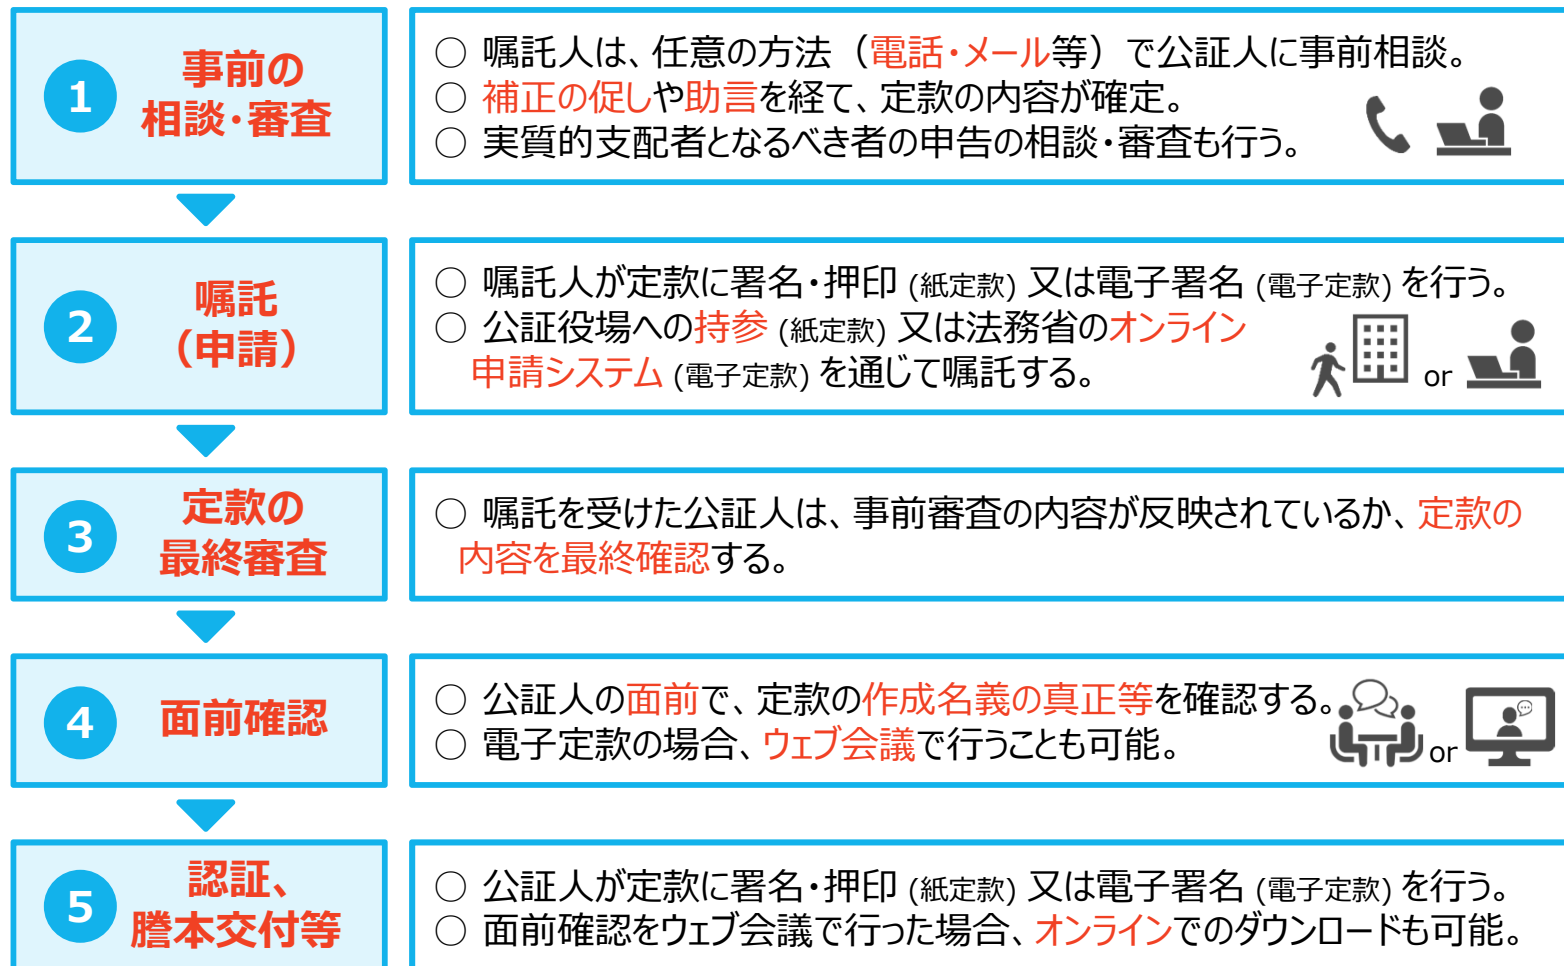 1
事前の
相談・審査
○ 嘱託人は、任意の方法（電話・メール等）で公証人に事前相談。
○ 補正の促しや助言を経て、定款の内容が確定。
○ 実質的支配者となるべき者の申告の相談・審査も行う。
2
嘱託
（申請）
○ 嘱託人が定款に署名・押印 (紙定款) 又は電子署名 (電子定款) を行う。
○ 公証役場への持参 (紙定款) 又は法務省のオンライン
申請システム (電子定款) を通じて嘱託する。
or
3
定款の
最終審査
○ 嘱託を受けた公証人は、事前審査の内容が反映されているか、定款の
内容を最終確認する。
4
面前確認
○ 公証人の面前で、定款の作成名義の真正等を確認する。
○ 電子定款の場合、ウェブ会議で行うことも可能。
or
5
認証、
謄本交付等
○ 公証人が定款に署名・押印 (紙定款) 又は電子署名 (電子定款) を行う。
○ 面前確認をウェブ会議で行った場合、オンラインでのダウンロードも可能。